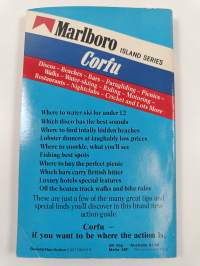 Marlboro
ISLAND SERIES
Corfu
Discos - Beaches - Bars - Paragliding - Picnics -
Walks - Water-skiing - Riding - Motoring -
Restaurants - Nightclubs - Cricket and Lots More
Where to water ski for under £2
Which disco has the best sounds
Where to find totally hidden beaches
Lobster dinners at laughably low prices
Where to snorkle, what you'll see
Fishing best spots
Where to buy the perfect picnic
Which bars carry British bitter
Luxury hotels special features
Off the beaten track walks and bike rides
These are just a few of the many great tips and
special finds you'll discover in this brand new
action guide.
Corfu –
if you want to be where the action is.